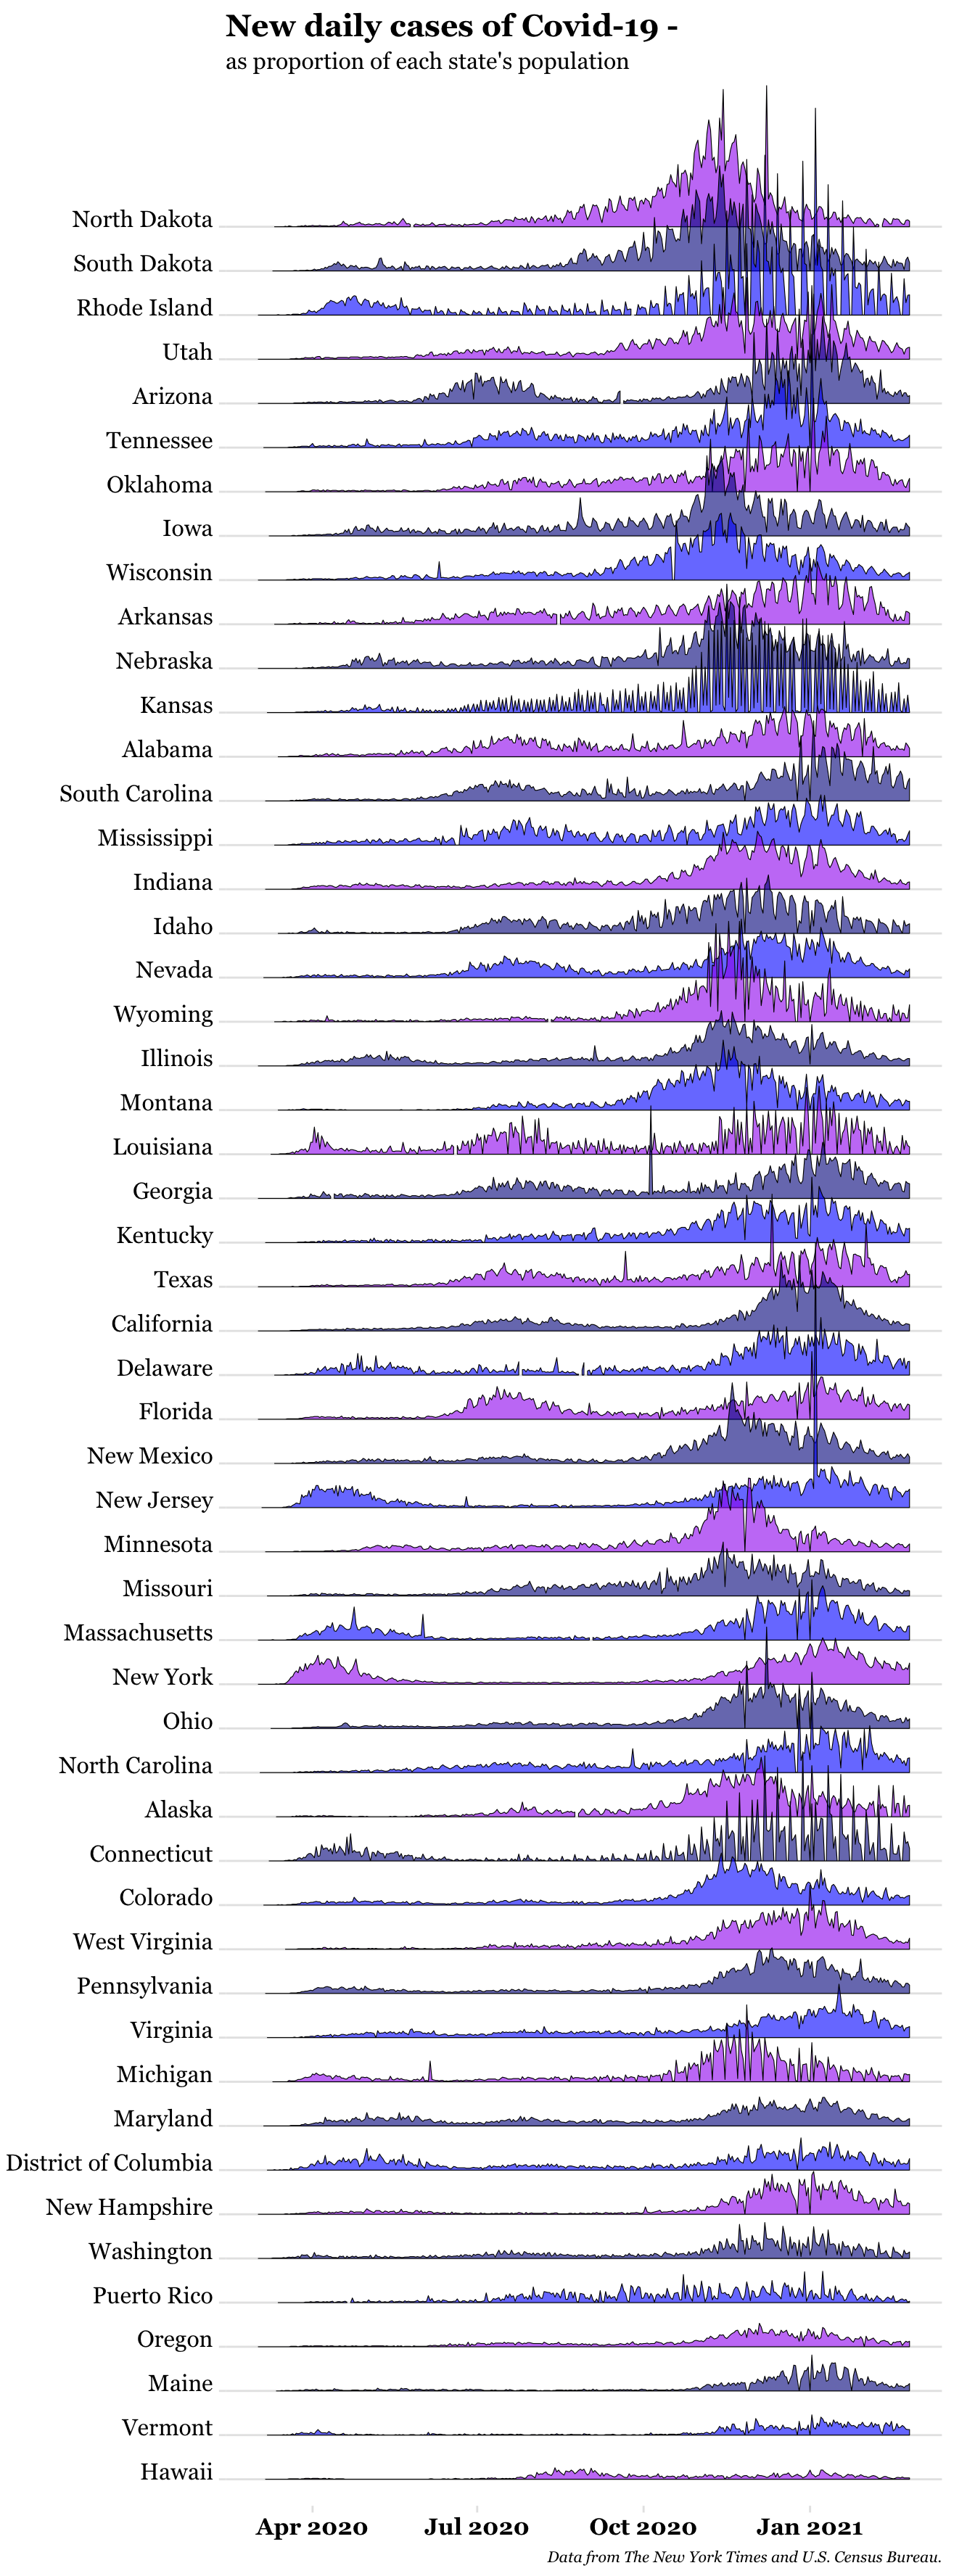 New daily cases of Covid-19 -
as proportion of each state's population
North Dakota
South Dakota
Rhode Island
Utah
Arizona
Tennessee
Oklahoma
Iowa
Wisconsin
Arkansas
Nebraska
Kansas
Alabama
South Carolina
Mississippi
Indiana
Idaho
Nevada
Wyoming
Illinois
Montana
Louisiana
Georgia
Kentucky
Texas
California
Delaware
Florida
New Mexico
New Jersey
Minnesota
Missouri
Massachusetts
New York
Ohio
North Carolina
Alaska
Connecticut
Colorado
West Virginia
Pennsylvania
Virginia
Michigan
Maryland
District of Columbia
New Hampshire
Washington
Puerto Rico
Oregon
Maine
Vermont
Hawaii
Apr 2020 Jul 2020 Oct 2020 Jan 2021
Data from The New York Times and U.S. Census Bureau.